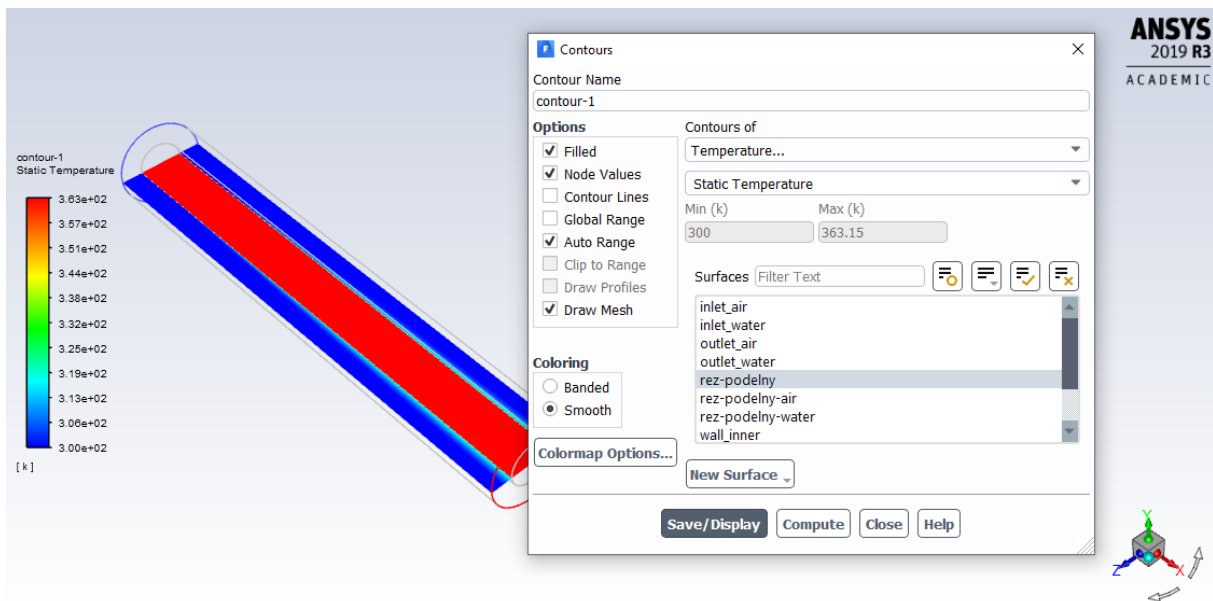 ANSYS
2019 R3
ACADEMIC
contour-1
Static Temperature
3.63e+02
3.57e+02
3.51e+02
3.44e+02
3.38e+02
3.32e+02
3.25e+02
3.19e+02
3.13e+02
3.06e+02
3.00e+02
[ k ]
F Contours
Contour Name
contour-1
Options
Filled
Node Values
Contour Lines
Global Range
Auto Range
Clip to Range
Draw Profiles
Draw Mesh
Coloring
Banded
Smooth
Colormap Options...
Contours of
Temperature...
Static Temperature
Min (k) Max (k)
300 363.15
Surfaces Filter Text
inlet_air
inlet_water
outlet_air
outlet_water
rez-podelny
rez-podelny-air
rez-podelny-water
wall_inner
New Surface
Save/Display Compute Close Help
Y
Z X